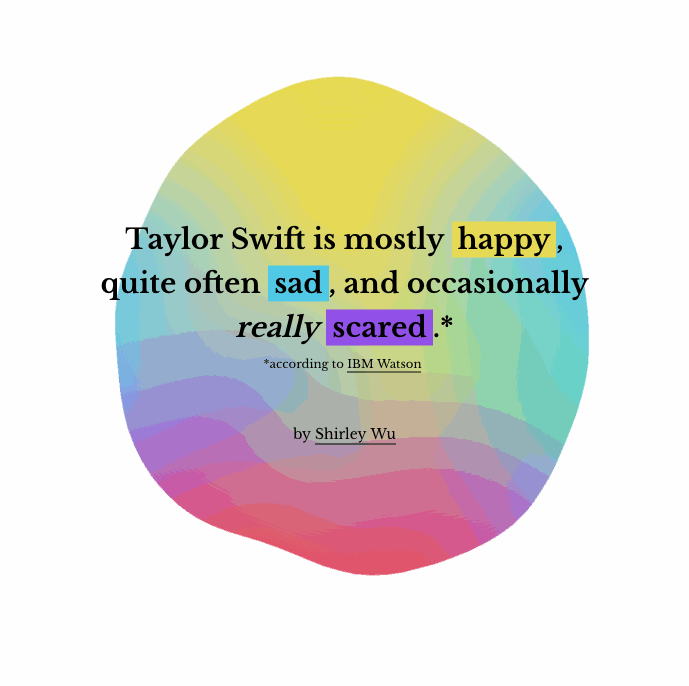 Taylor Swift is mostly happy,
quite often sad, and occasionally
really scared.*
*according to IBM Watson
by Shirley Wu